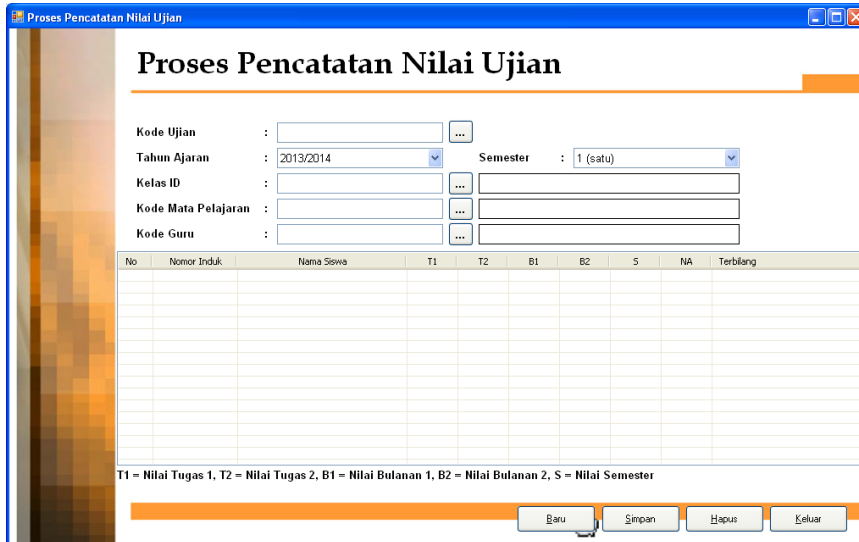 Proses Pencatatan Nilai Ujian
Proses Pencatatan Nilai Ujian
Kode Ujian : ...
Tahun Ajaran : 2013/2014 Semester : 1 (satu)
Kelas ID : ...
Kode Mata Pelajaran : ...
Kode Guru : ...
No Nomor Induk Nama Siswa T1 T2 B1 B2 S NA Terbilang
T1 = Nilai Tugas 1, T2 = Nilai Tugas 2, B1 = Nilai Bulanan 1, B2 = Nilai Bulanan 2, S = Nilai Semester
Baru Simpan Hapus Keluar